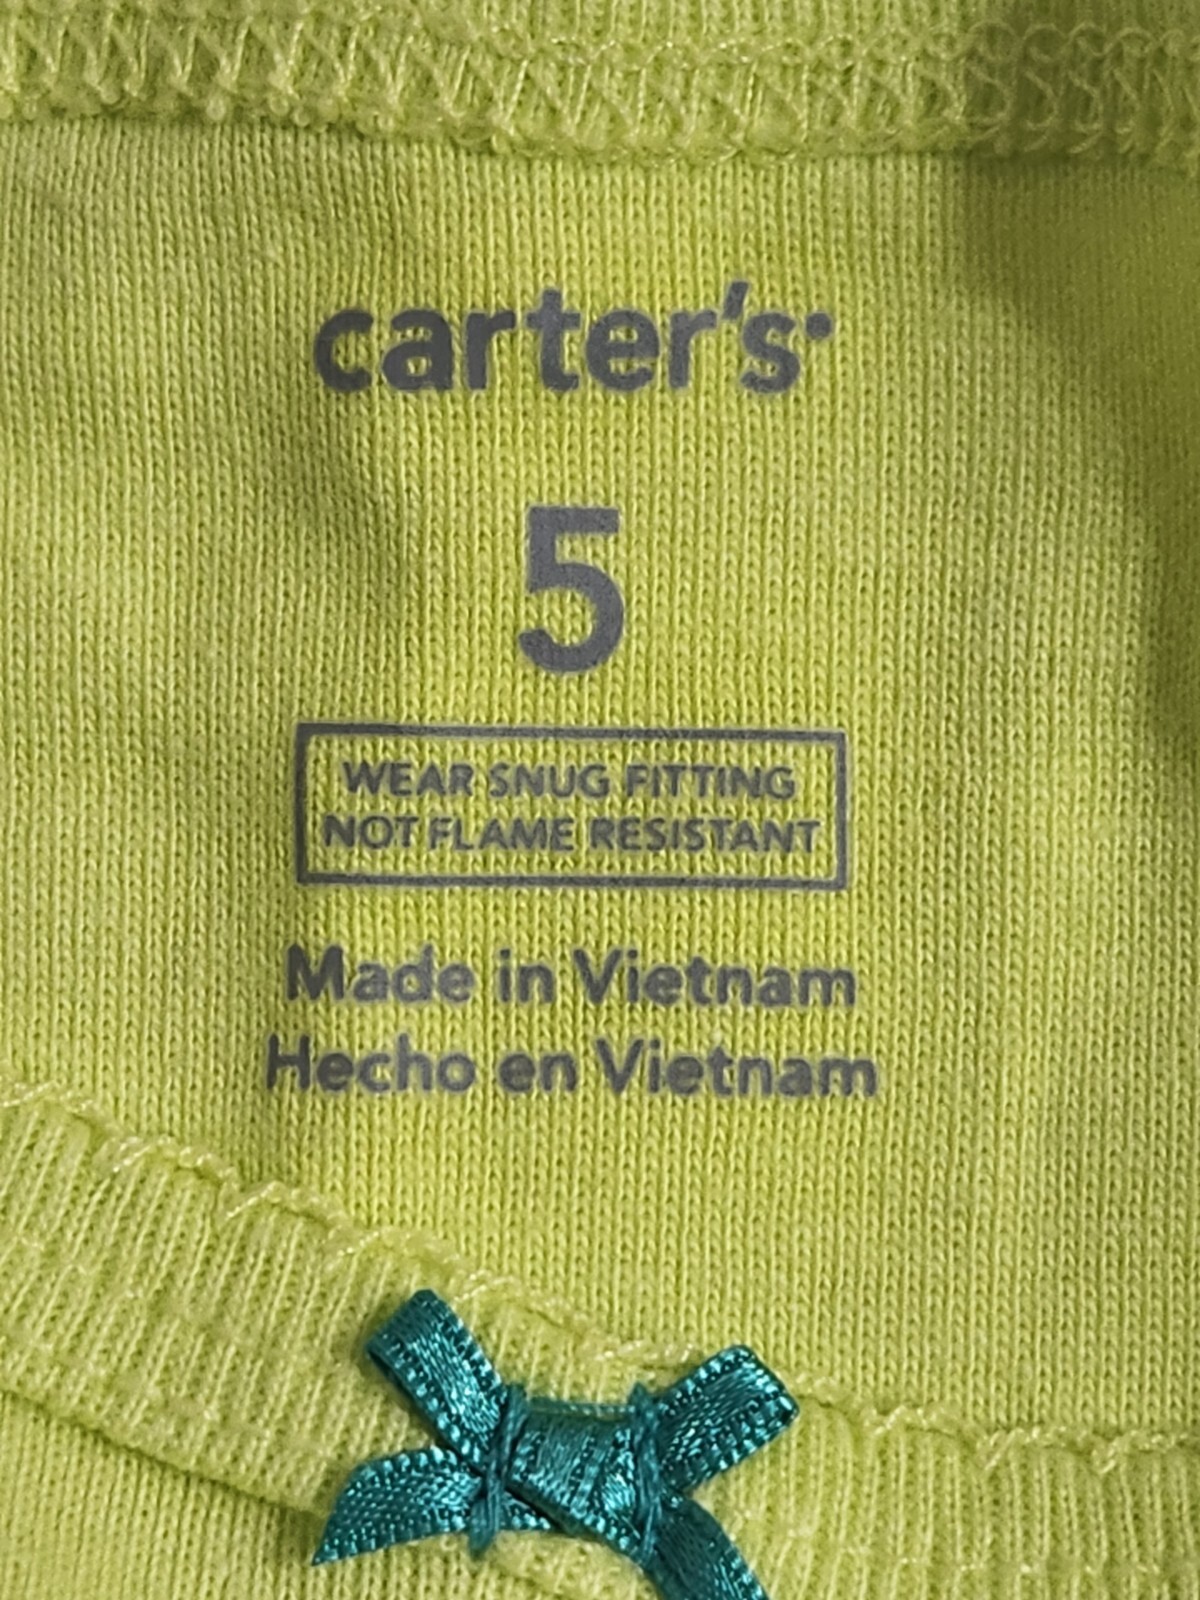 carter's
5
WEAR SNUG FITTING
NOT FLAME RESISTANT
Made in Vietnam
Hecho en Vietnam